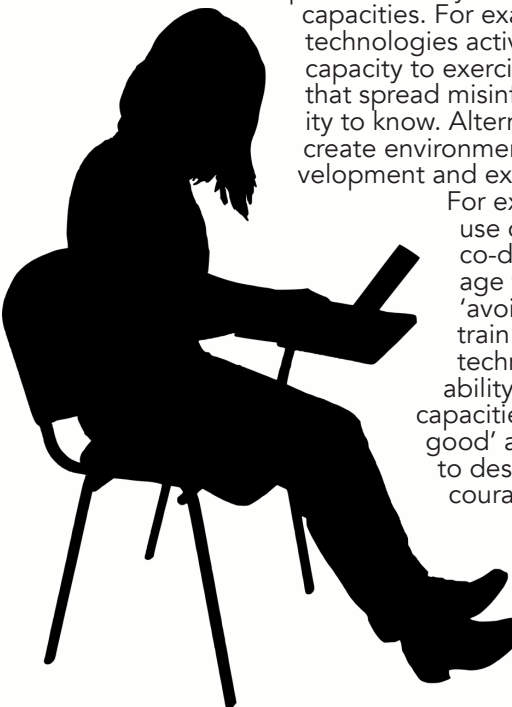 capacities. For exa
technologies activ
capacity to exerci
that spread misinf
ity to know. Altern
create environmen
velopment and ex
For ex
use o
co-d
age
'avoi
train
techn
ability
capacitie
good' a
to des
coura